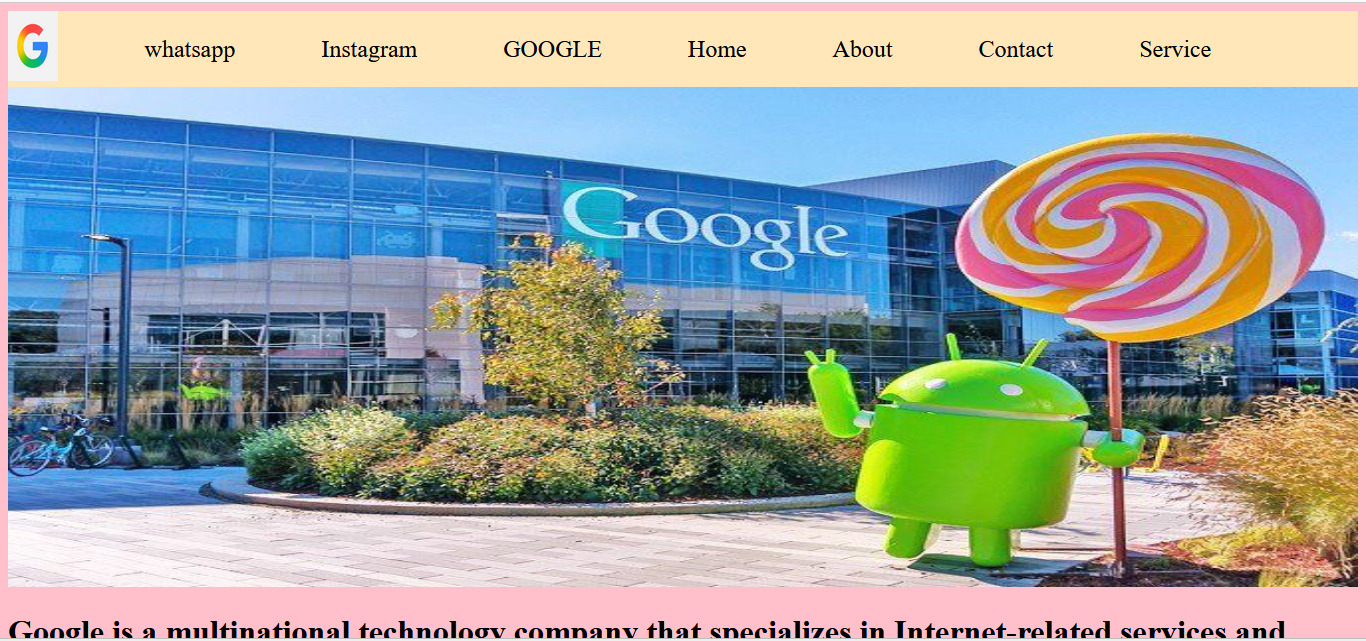 G
whatsapp Instagram GOOGLE Home About Contact Service
Google
Google is a multinational technology company that specializes in Internet-related services and